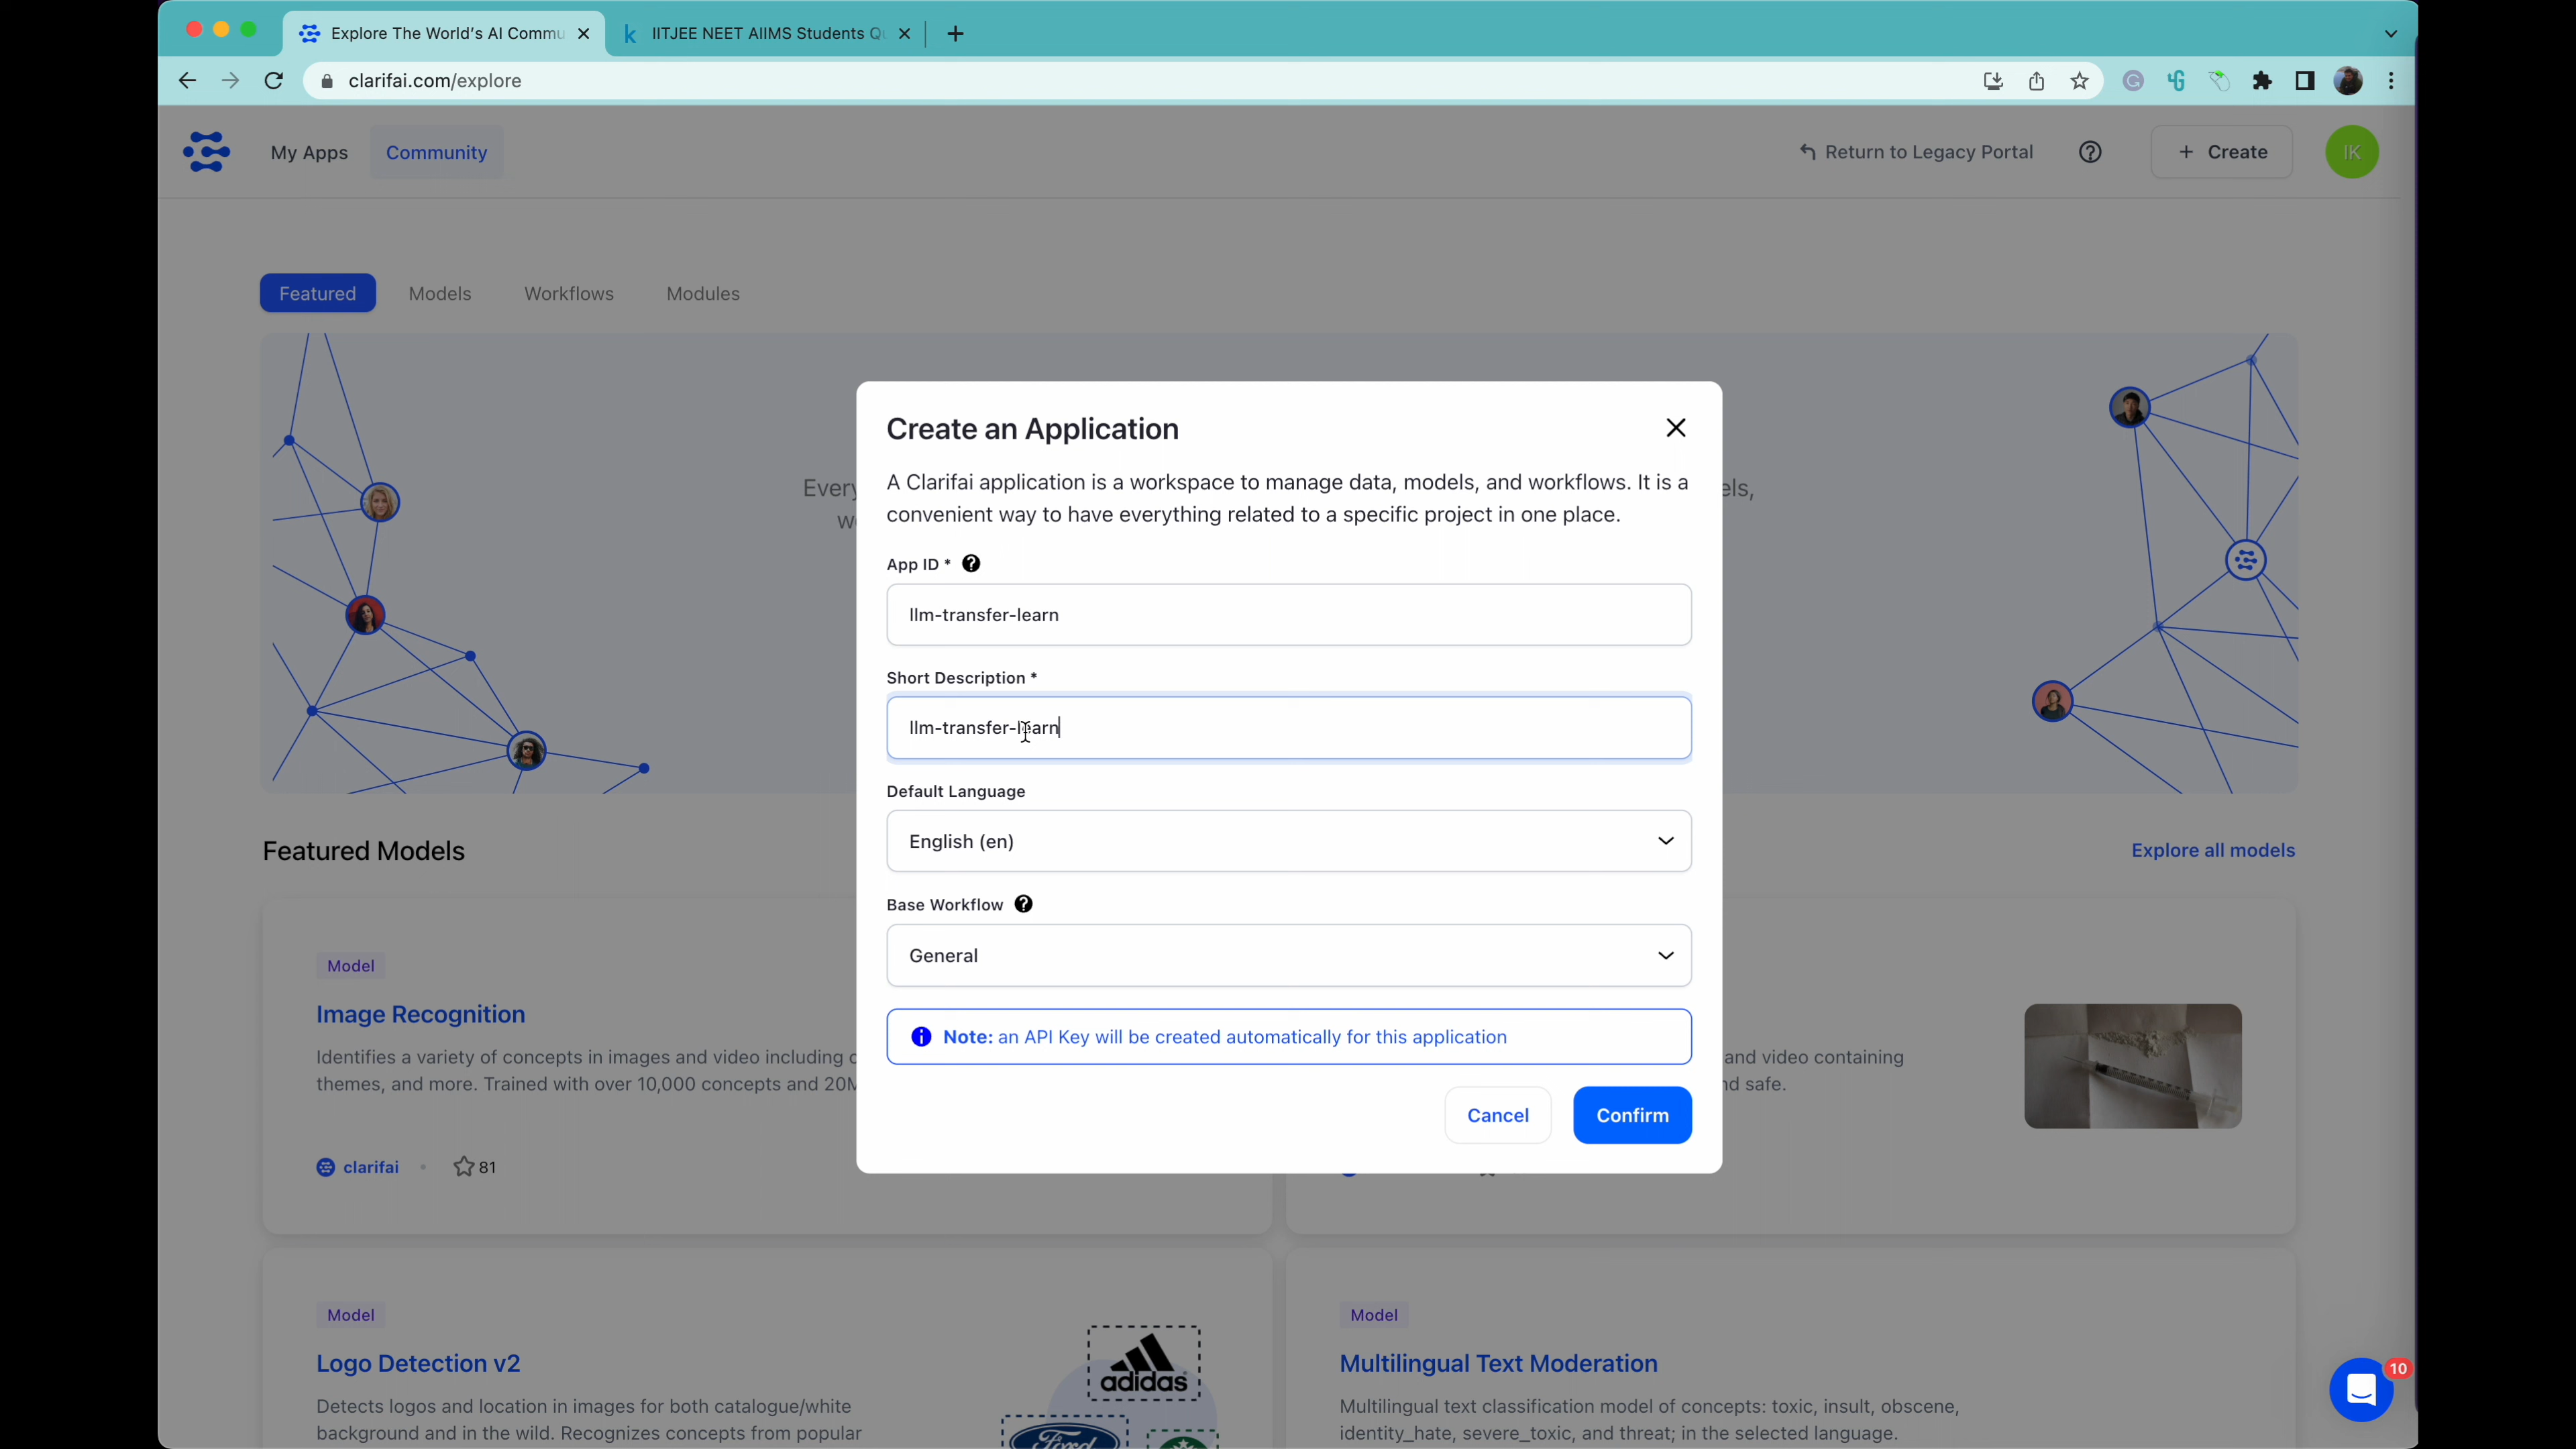 Explore The World's AI Commu
IITJEE NEET AIIMS Students Qu
clarifai.com/explore
My Apps
Community
Return to Legacy Portal
+ Create
IK
Featured
Models
Workflows
Modules
Every
els,
Create an Application
A Clarifai application is a workspace to manage data, models, and workflows. It is a
convenient way to have everything related to a specific project in one place.
App ID *
llm-transfer-learn
Short Description *
llm-transfer-learn
Default Language
English (en)
Base Workflow
General
Note: an API Key will be created automatically for this application
Cancel
Confirm
Featured Models
Explore all models
Model
Image Recognition
Identifies a variety of concepts in images and video including
themes, and more. Trained with over 10,000 concepts and 20M
clarifai
81
and video containing
nd safe.
Model
Logo Detection v2
Detects logos and location in images for both catalogue/white
background and in the wild. Recognizes concepts from popular
adidas
Ford
Model
Multilingual Text Moderation
Multilingual text classification model of concepts: toxic, insult, obscene,
identity_hate, severe_toxic, and threat; in the selected language.
10